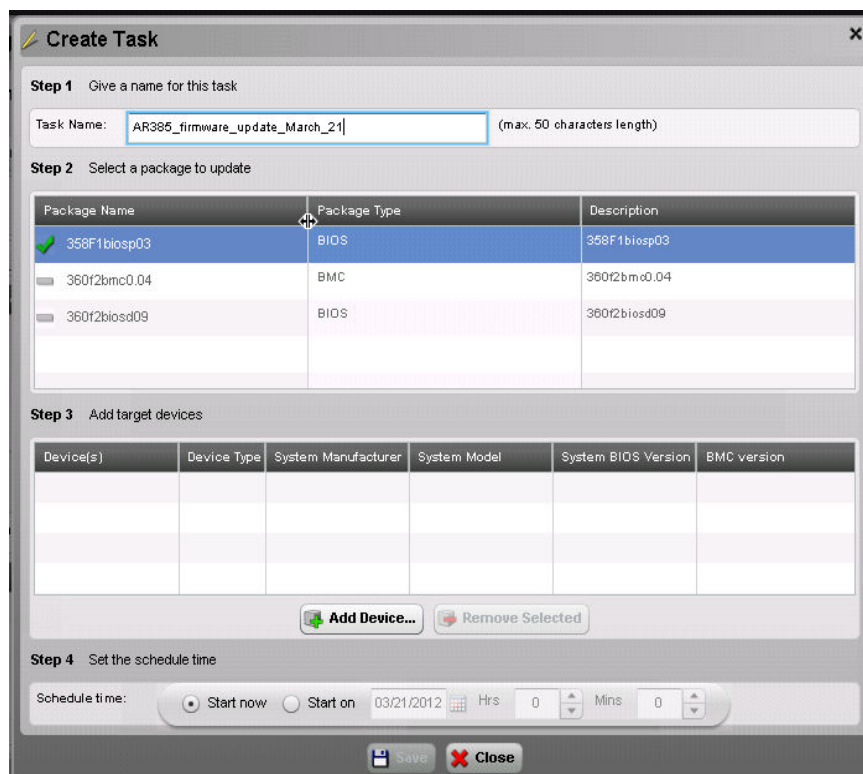 Create Task
Step 1 Give a name for this task
Task Name: AR385_firmware_update_March_21 (max. 50 characters length)
Step 2 Select a package to update
Package Name Package Type Description
358F1biosp03 BIOS 358F1biosp03
360f2bmc0.04 BMC 360f2bmc0.04
360f2biosd09 BIOS 360f2biosd09
Step 3 Add target devices
Device(s) Device Type System Manufacturer System Model System BIOS Version BMC version
Add Device... Remove Selected
Step 4 Set the schedule time
Schedule time: Start now Start on 03/21/2012 Hrs 0 Mins 0
Save Close